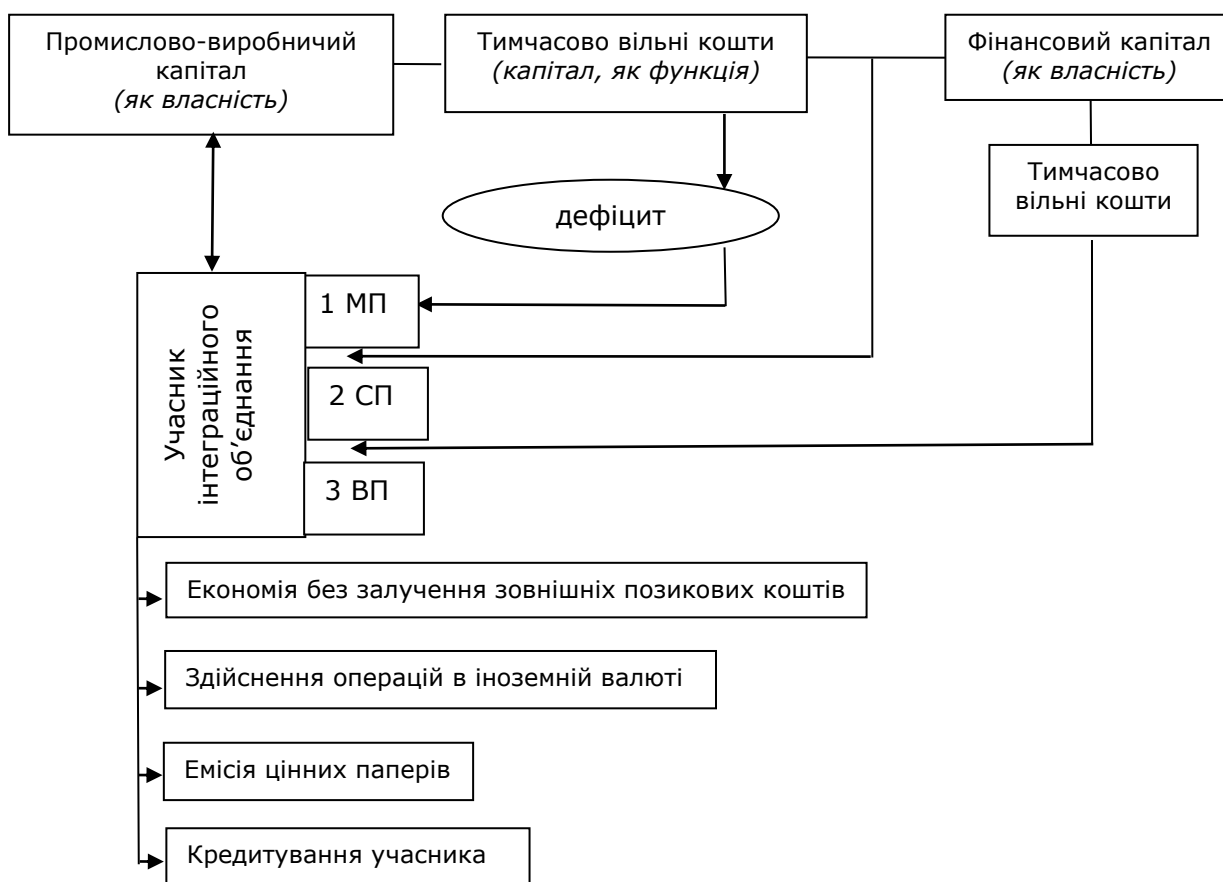 Промислово-виробничий
капітал
(як власність)
Тимчасово вільні кошти
(капітал, як функція)
Фінансовий капітал
(як власність)
Тимчасово
вільні кошти
дефіцит
Учасник
інтеграційного
об’єднання
1 МП
2 СП
3 ВП
Економія без залучення зовнішніх позикових коштів
Здійснення операцій в іноземній валюті
Емісія цінних паперів
Кредитування учасника